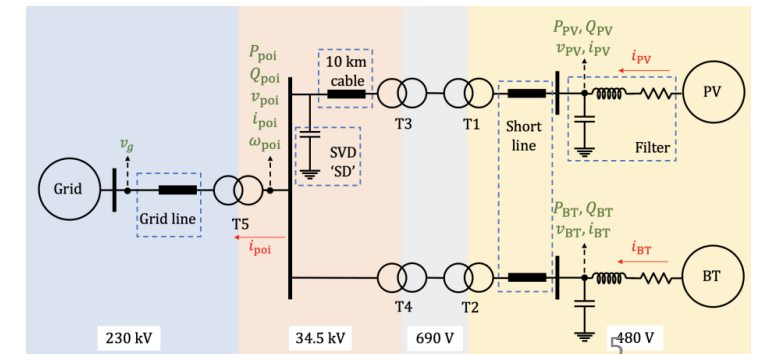 P_PV, Q_PV
v_PV, i_PV
i_PV
P_poi
Q_poi
v_poi
i_poi
ω_poi
10 km
cable
PV
T3
T1
Short
line
Filter
SVD
'SD'
v_g
Grid
Grid line
T5
i_poi
P_BT, Q_BT
v_BT, i_BT
i_BT
BT
T4
T2
230 kV
34.5 kV
690 V
480 V
5